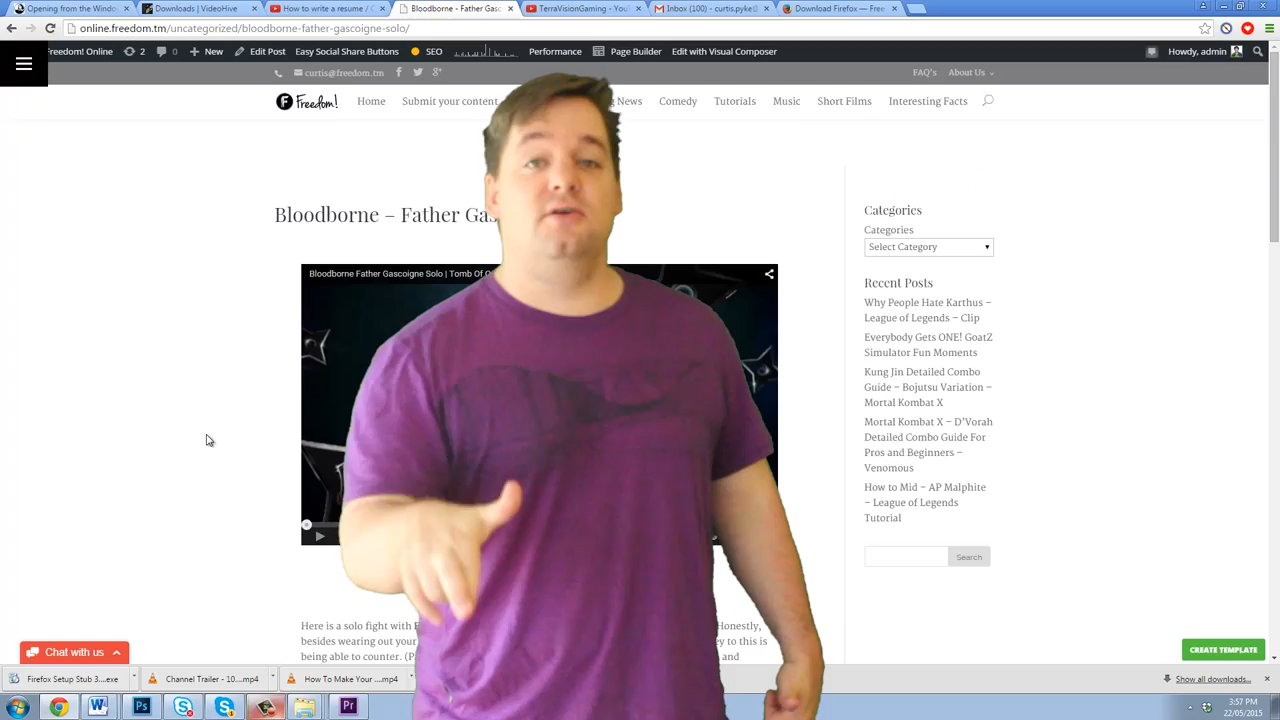 Opening from the Window
Downloads | VideoHive
How to write a resume / C
Bloodborne - Father Gasc
TerraVisionGaming - YouT
Inbox (100) - curtis.pyke@
Download Firefox — Free
online.freedom.tm/uncategorized/bloodborne-father-gascoigne-solo/
Freedom! Online
2
0
New
Edit Post
Easy Social Share Buttons
SEO
Performance
Page Builder
Edit with Visual Composer
Howdy, admin
curtis@freedom.tm
FAQ's
About Us
Freedom!
Home
Submit your content
News
Comedy
Tutorials
Music
Short Films
Interesting Facts
Bloodborne – Father Gas
Bloodborne Father Gascoigne Solo | Tomb Of O
Categories
Categories
Select Category
Recent Posts
Why People Hate Karthus –
League of Legends – Clip
Everybody Gets ONE! GoatZ
Simulator Fun Moments
Kung Jin Detailed Combo
Guide – Bojutsu Variation –
Mortal Kombat X
Mortal Kombat X – D'Vorah
Detailed Combo Guide For
Pros and Beginners –
Venomous
How to Mid – AP Malphite
– League of Legends
Tutorial
Search
Here is a solo fight with Honestly,
besides wearing out your to this is
being able to counter. and
Chat with us
CREATE TEMPLATE
Firefox Setup Stub 3....exe
Channel Trailer - 10....mp4
How To Make Your ....mp4
Show all downloads...
3:57 PM
22/05/2015